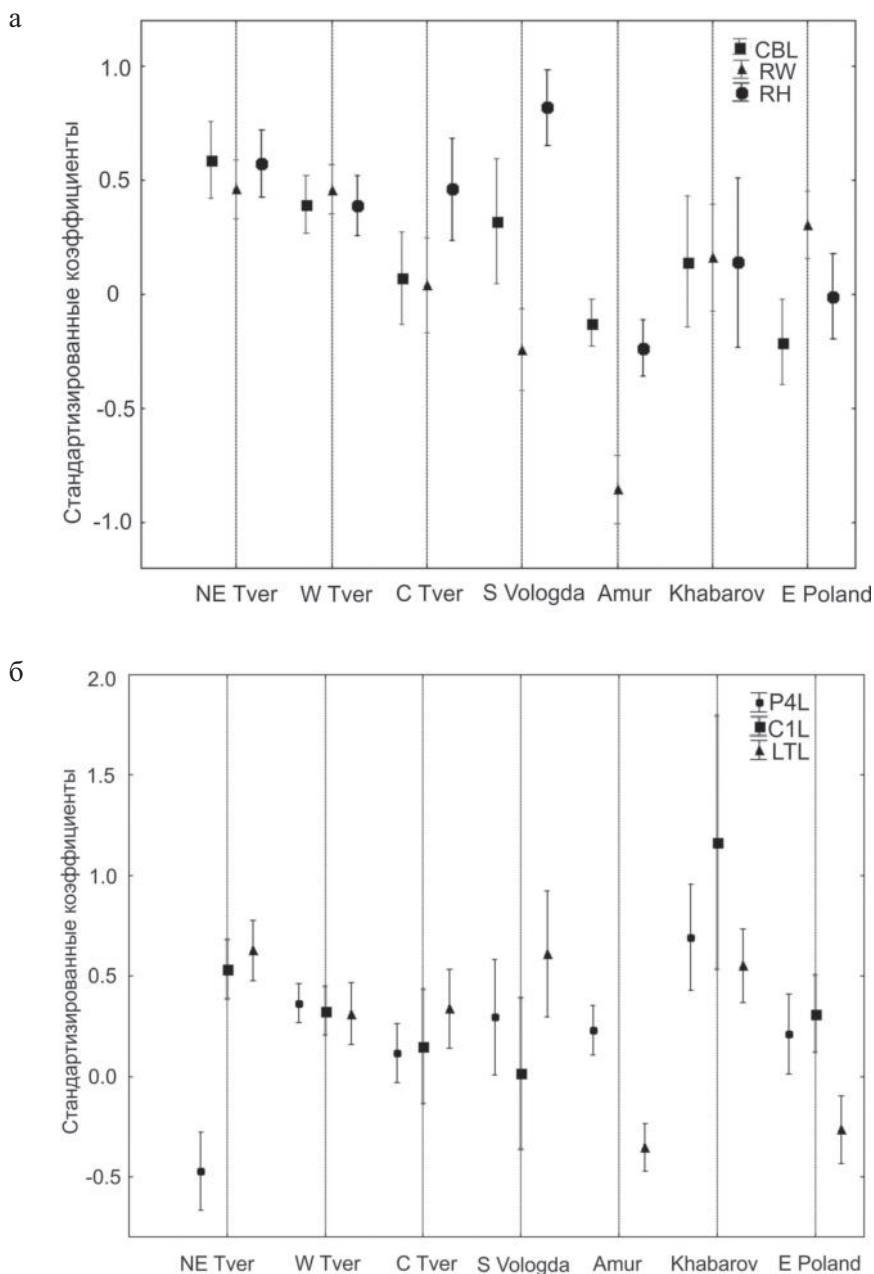 а
CBL
RW
RH
1.0
0.5
0
-0.5
-1.0
Стандартизированные коэффициенты
NE Tver W Tver C Tver S Vologda Amur Khabarov E Poland
б
P4L
C1L
LTL
2.0
1.5
1.0
0.5
0.0
-0.5
Стандартизированные коэффициенты
NE Tver W Tver C Tver S Vologda Amur Khabarov E Poland